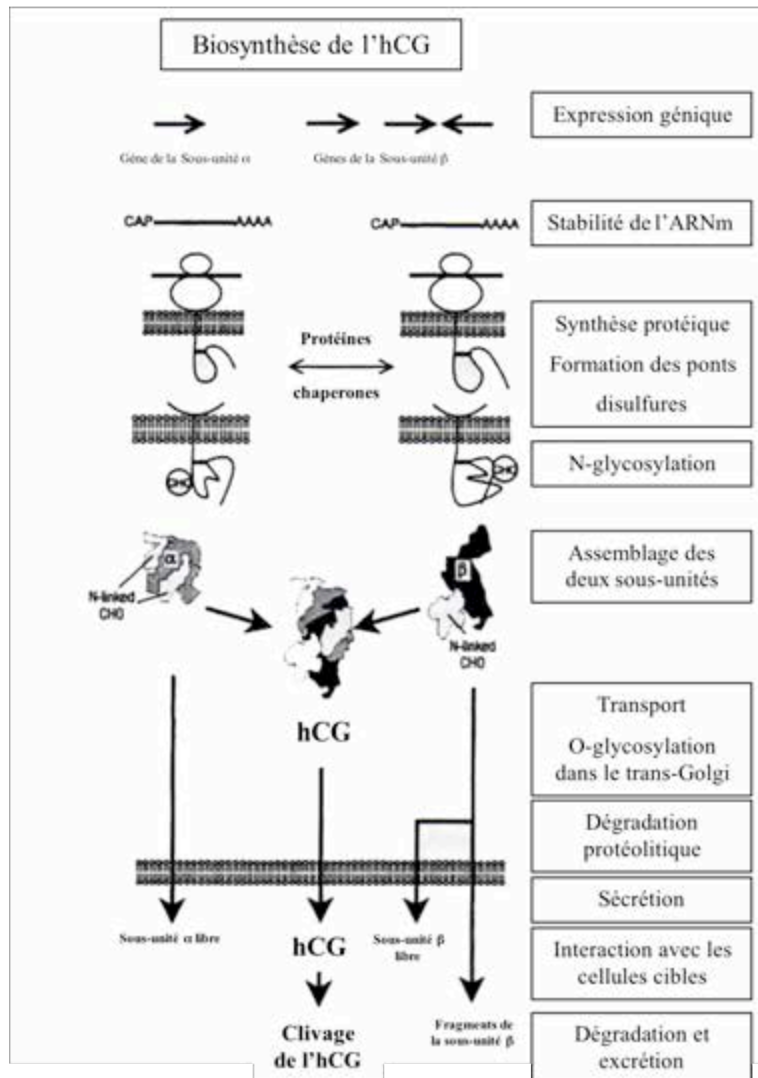 Biosynthèse de l'hCG
Expression génique
Gène de la Sous-unité α
Gènes de la Sous-unité β
CAP
AAAA
CAP
AAAA
Stabilité de l'ARNm
Protéines
chaperones
Synthèse protéique
Formation des ponts
disulfures
N-glycosylation
α
N-linked
CHO
β
N-linked
CHO
hCG
Assemblage des
deux sous-unités
Transport
O-glycosylation
dans le trans-Golgi
Dégradation
protéolitique
Sécrétion
Sous-unité α libre
hCG
Sous-unité β
libre
Interaction avec les
cellules cibles
Clivage
de l'hCG
Fragments de
la sous-unité β
Dégradation et
excrétion